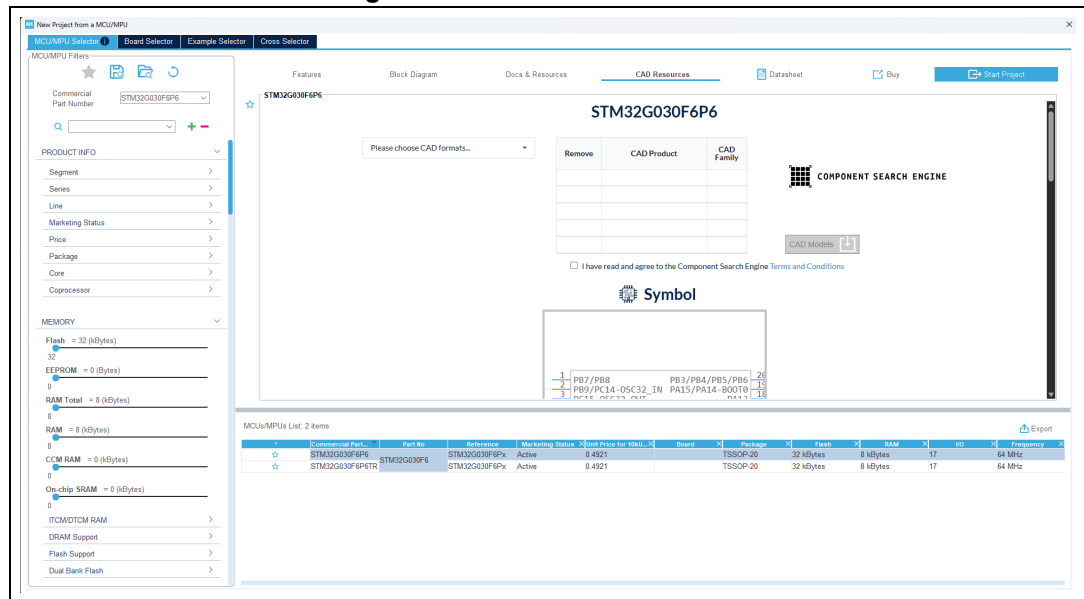 New Project from a MCU/MPU
MCU/MPU Selector Board Selector Example Selector Cross Selector
MCU/MPU Filters
Commercial
Part Number
STM32G030F6P6
PRODUCT INFO
Segment
Series
Line
Marketing Status
Price
Package
Core
Coprocessor
MEMORY
Flash = 32 (kBytes)
32
EEPROM = 0 (Bytes)
0
RAM Total = 8 (kBytes)
8
RAM = 8 (kBytes)
8
CCM RAM = 0 (kBytes)
0
On-chip SRAM = 0 (kBytes)
0
ITCM/DTCM RAM
DRAM Support
Flash Support
Dual Bank Flash
Features Block Diagram Docs & Resources CAD Resources Datasheet Buy Start Project
STM32G030F6P6
STM32G030F6P6
Please choose CAD formats...
Remove CAD Product CAD Family
COMPONENT SEARCH ENGINE
CAD Models
I have read and agree to the Component Search Engine Terms and Conditions
Symbol
1 PB7/PB8 PB3/PB4/PB5/PB6 20
2 PB9/PC14-OSC32_IN PA15/PA14-BOOT0 19
3 PC15-OSC32_OUT PA13 18
MCUs/MPUs List: 2 items
Export
* Commercial Part... Part No Reference Marketing Status Unit Price for 10kU... Board Package Flash RAM I/O Frequency
STM32G030F6P6 STM32G030F6 STM32G030F6Px Active 0.4921 TSSOP-20 32 kBytes 8 kBytes 17 64 MHz
STM32G030F6P6TR STM32G030F6Px Active 0.4921 TSSOP-20 32 kBytes 8 kBytes 17 64 MHz